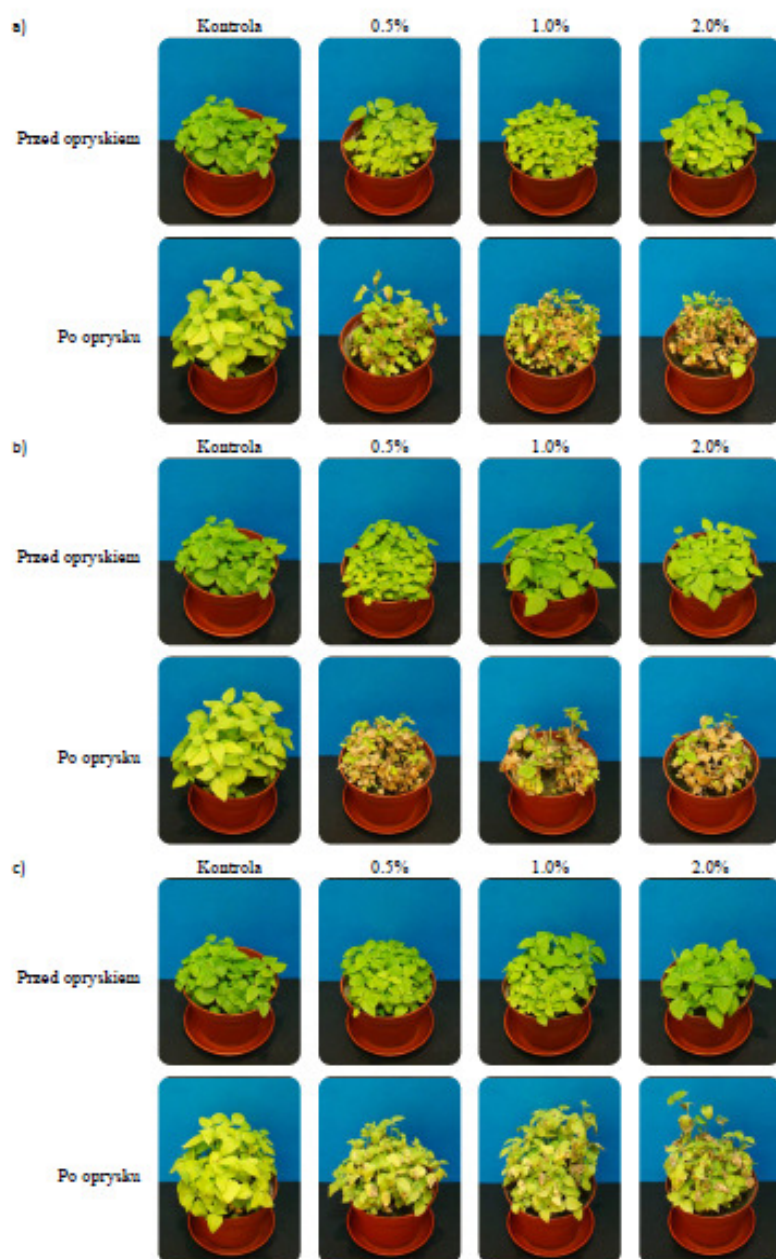 a) Kontrola 0.5% 1.0% 2.0%
Przed opryskiem
Po oprysku
b) Kontrola 0.5% 1.0% 2.0%
Przed opryskiem
Po oprysku
c) Kontrola 0.5% 1.0% 2.0%
Przed opryskiem
Po oprysku